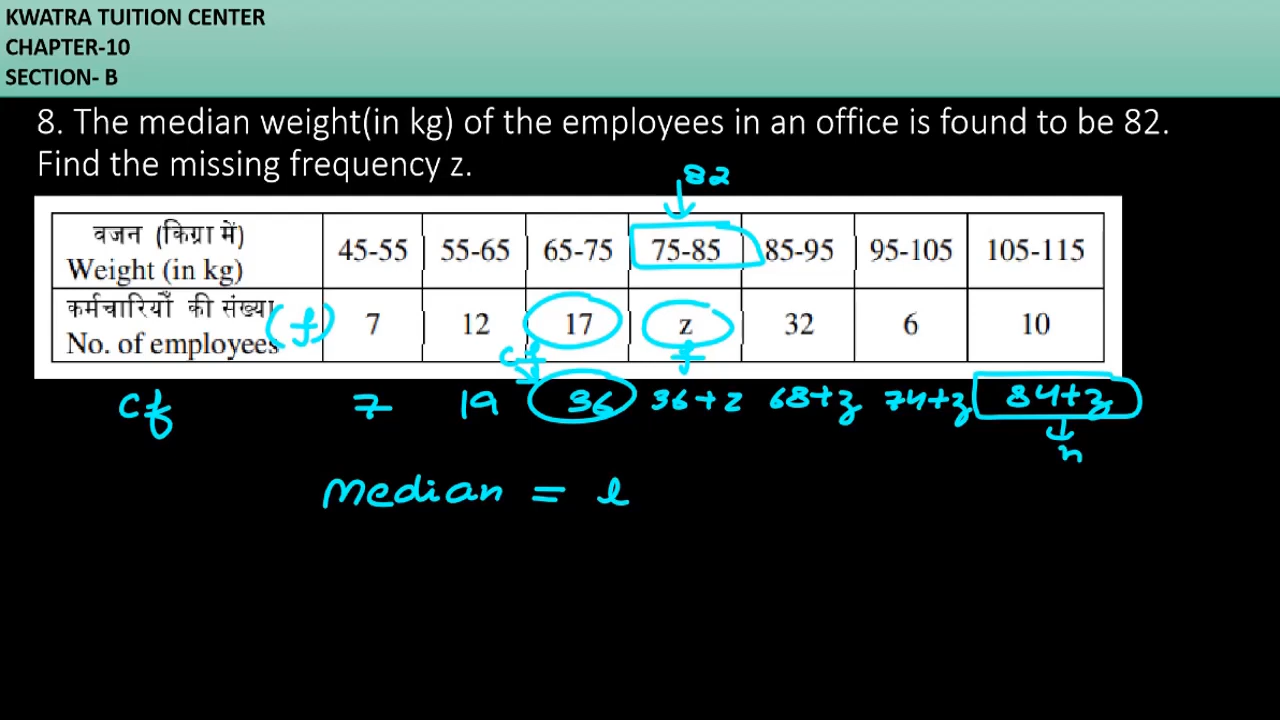 KWATRA TUITION CENTER
CHAPTER-10
SECTION- B
8. The median weight(in kg) of the employees in an office is found to be 82.
Find the missing frequency z.
82
वजन (किग्रा में)
Weight (in kg) 45-55 55-65 65-75 75-85 85-95 95-105 105-115
कर्मचारियों की संख्या (f)
No. of employees 7 12 17 z 32 6 10
cf f
cf 7 19 36 36+z 68+z 74+z 84+z
n
Median = l